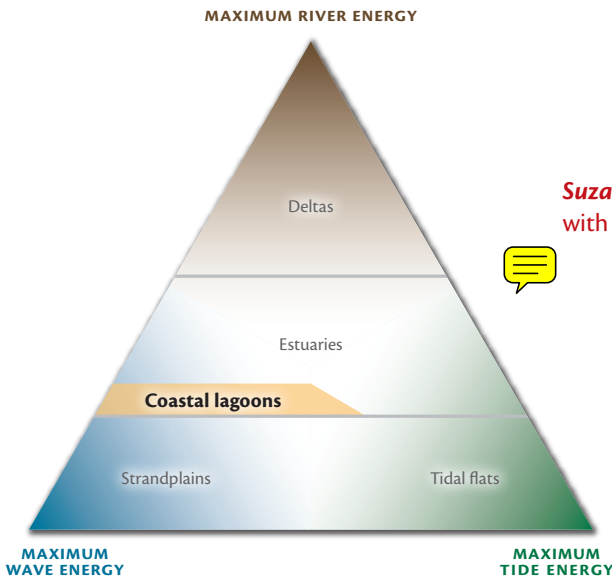 MAXIMUM RIVER ENERGY
Deltas
Suza
with
Estuaries
Coastal lagoons
Strandplains
Tidal flats
MAXIMUM
WAVE ENERGY
MAXIMUM
TIDE ENERGY